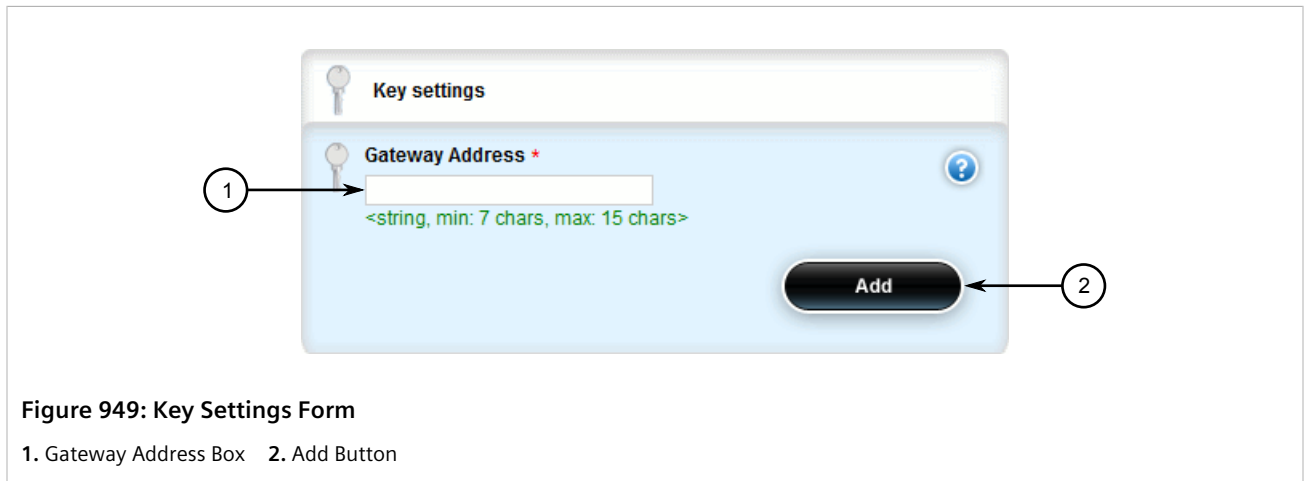 Key settings
Gateway Address *
1
<string, min: 7 chars, max: 15 chars>
Add
2
Figure 949: Key Settings Form
1. Gateway Address Box 2. Add Button